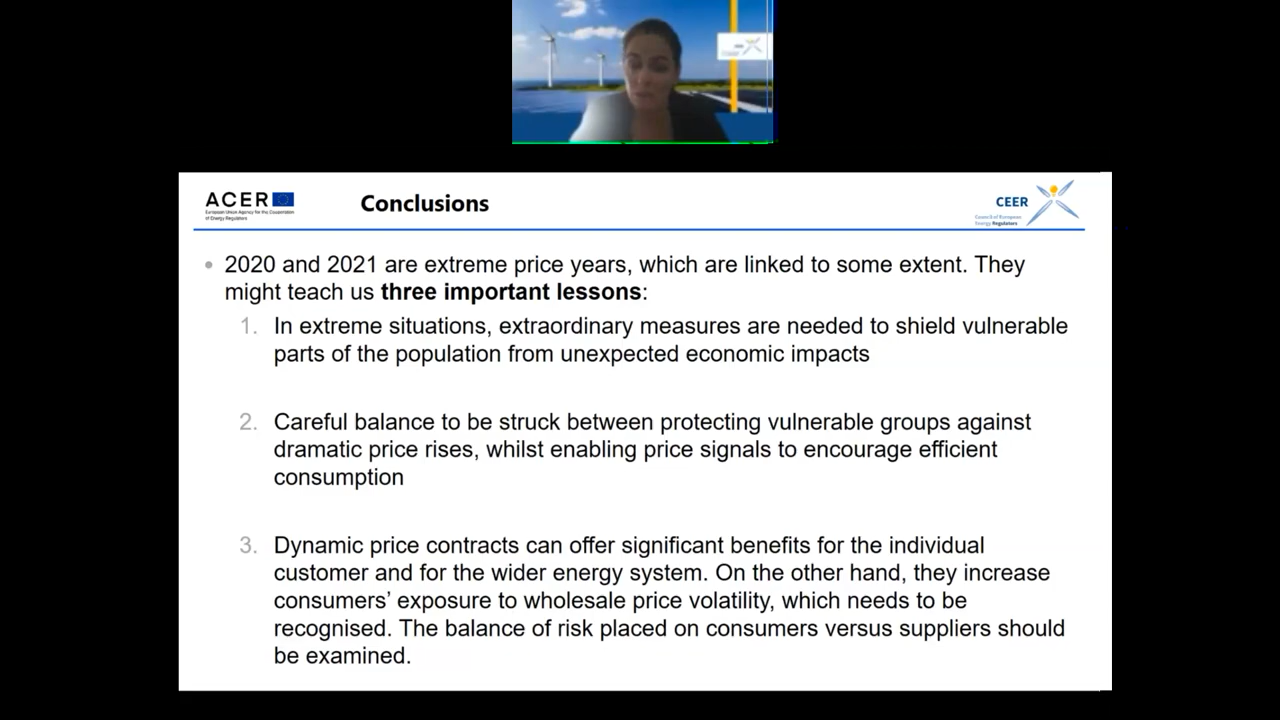 CEER
ACER
European Union Agency for the Cooperation
of Energy Regulators
Conclusions
CEER
Council of European
Energy Regulators
• 2020 and 2021 are extreme price years, which are linked to some extent. They
might teach us three important lessons:
1. In extreme situations, extraordinary measures are needed to shield vulnerable
parts of the population from unexpected economic impacts
2. Careful balance to be struck between protecting vulnerable groups against
dramatic price rises, whilst enabling price signals to encourage efficient
consumption
3. Dynamic price contracts can offer significant benefits for the individual
customer and for the wider energy system. On the other hand, they increase
consumers’ exposure to wholesale price volatility, which needs to be
recognised. The balance of risk placed on consumers versus suppliers should
be examined.